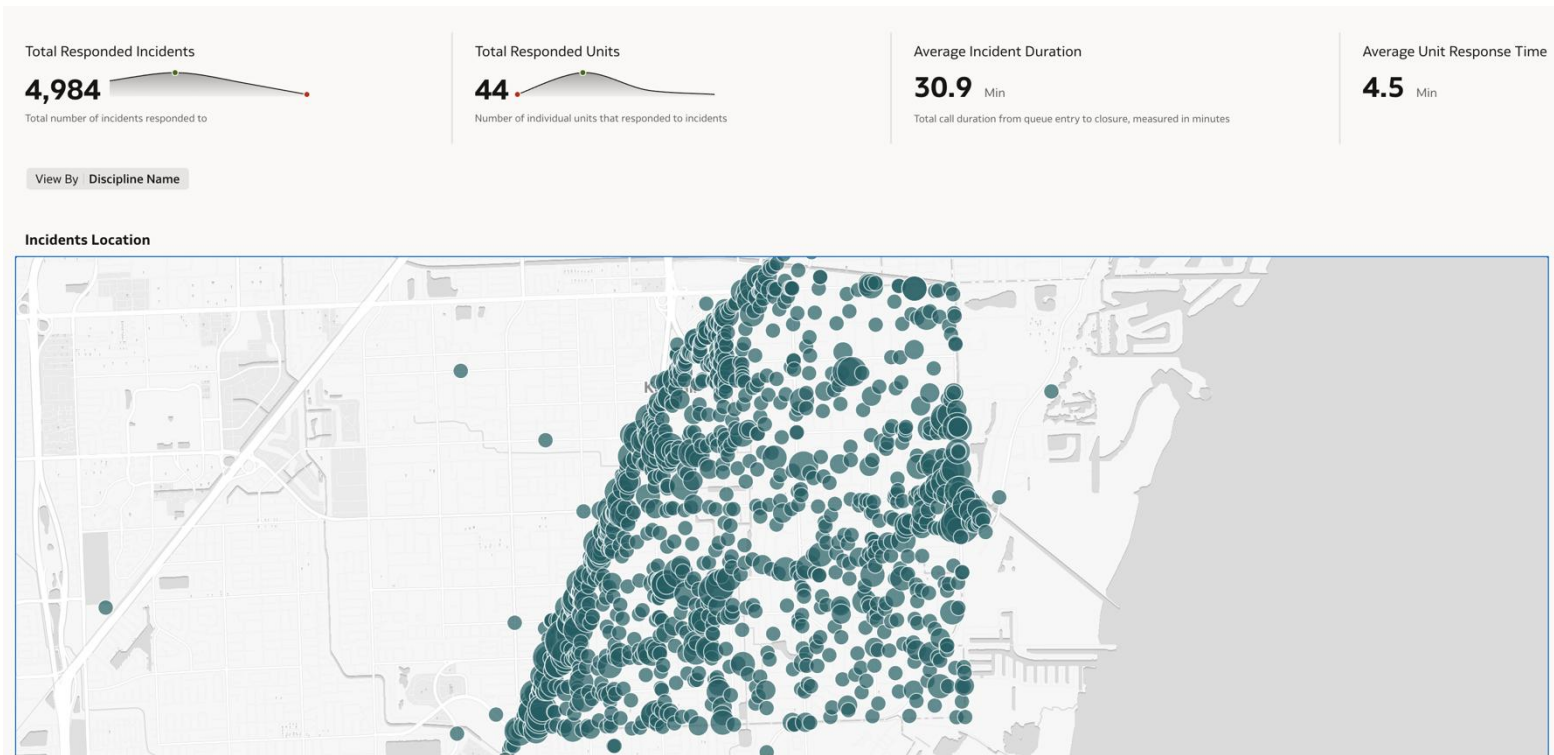 Total Responded Incidents
4,984
Total number of incidents responded to
Total Responded Units
44
Number of individual units that responded to incidents
Average Incident Duration
30.9 Min
Total call duration from queue entry to closure, measured in minutes
Average Unit Response Time
4.5 Min
View By Discipline Name
Incidents Location